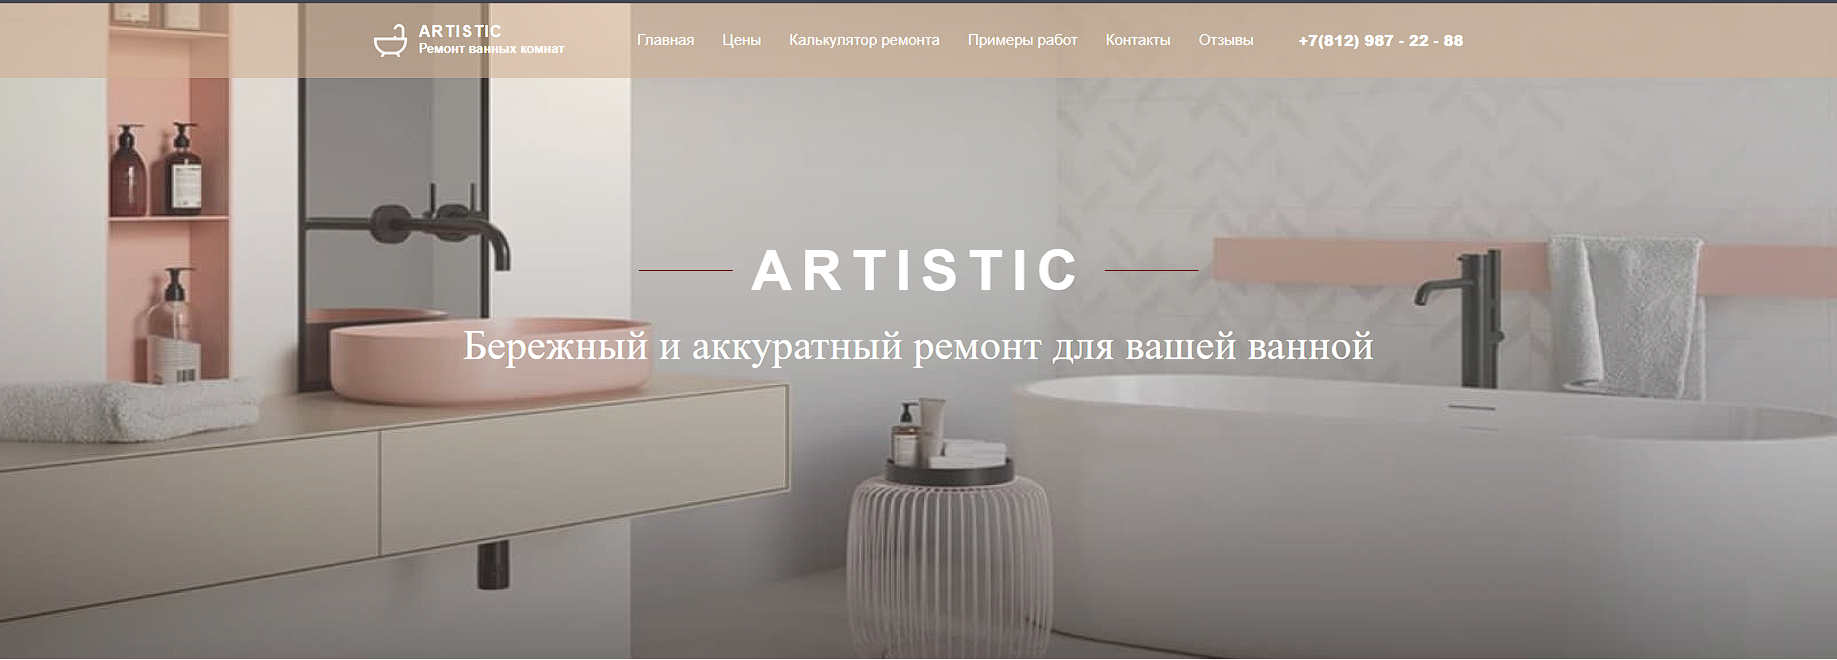 ARTISTIC
Ремонт ванных комнат
Главная Цены Калькулятор ремонта Примеры работ Контакты Отзывы +7(812) 987 - 22 - 88
ARTISTIC
Бережный и аккуратный ремонт для вашей ванной